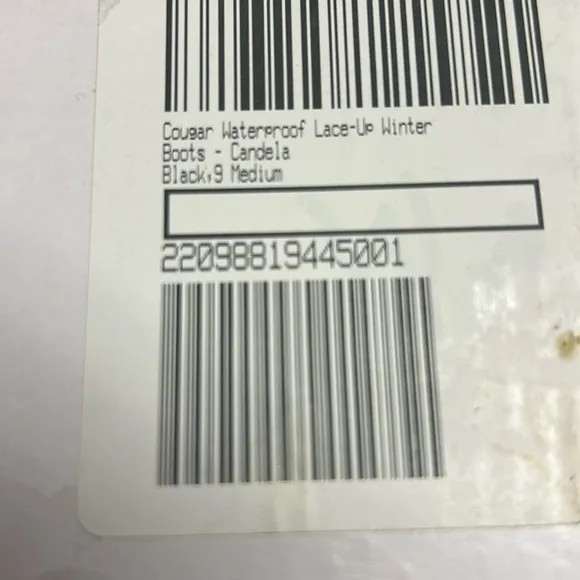 Cougar Waterproof Lace-Up Winter
Boots - Candela
Black,9 Medium
22098819445001